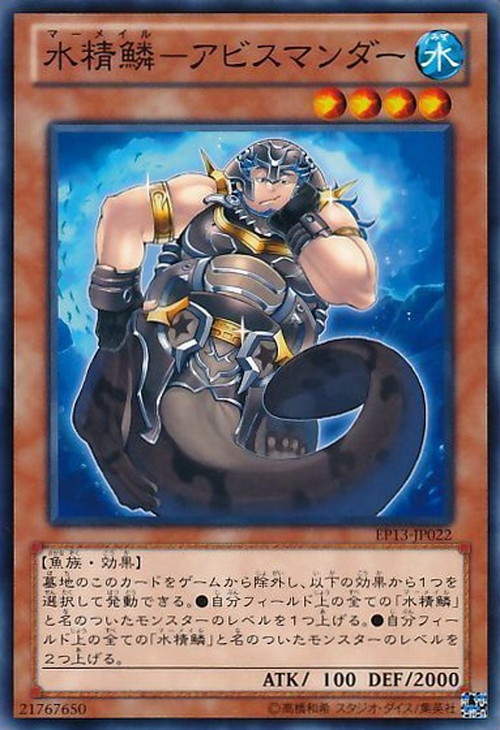 マーメイル
水精鱗－アビスマンダー
みず
水
EP13-JP022
【魚族・効果】
墓地のこのカードをゲームから除外し、以下の効果から１つを
選択して発動できる。●自分フィールド上の全ての「水精鱗」
と名のついたモンスターのレベルを１つ上げる。●自分フィー
ルド上の全ての「水精鱗」と名のついたモンスターのレベルを
２つ上げる。
ATK/ 100 DEF/2000
21767650
©高橋和希 スタジオ・ダイス/集英社